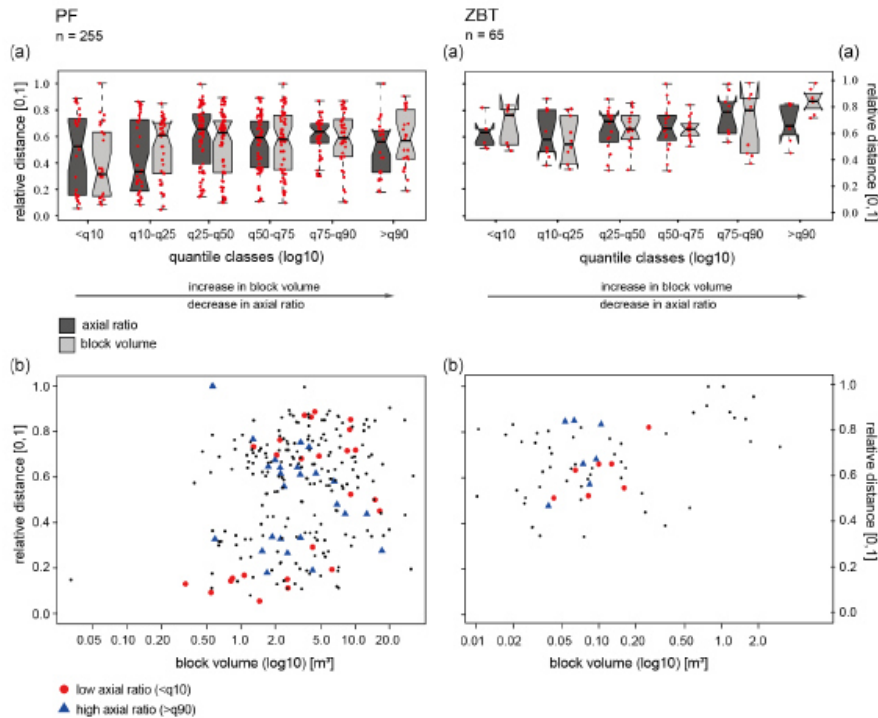 PF
n = 255
ZBT
n = 65
(a)
(a)
(a)
relative distance [0,1]
1.0
0.8
0.6
0.4
0.2
0.0
<q10
q10-q25
q25-q50
q50-q75
q75-q90
>q90
quantile classes (log10)
increase in block volume
decrease in axial ratio
<q10
q10-q25
q25-q50
q50-q75
q75-q90
>q90
quantile classes (log10)
increase in block volume
decrease in axial ratio
1.0
0.8
0.6
0.4
0.2
0.0
relative distance [0,1]
axial ratio
block volume
(b)
relative distance [0,1]
1.0
0.8
0.6
0.4
0.2
0.0
0.05
0.10
0.20
0.50
1.0
2.0
5.0
10.0
20.0
block volume (log10) [m³]
(b)
(b)
1.0
0.8
0.6
0.4
0.2
0.0
relative distance [0,1]
0.01
0.02
0.05
0.10
0.20
0.50
1.0
2.0
block volume (log10) [m³]
low axial ratio (<q10)
high axial ratio (>q90)